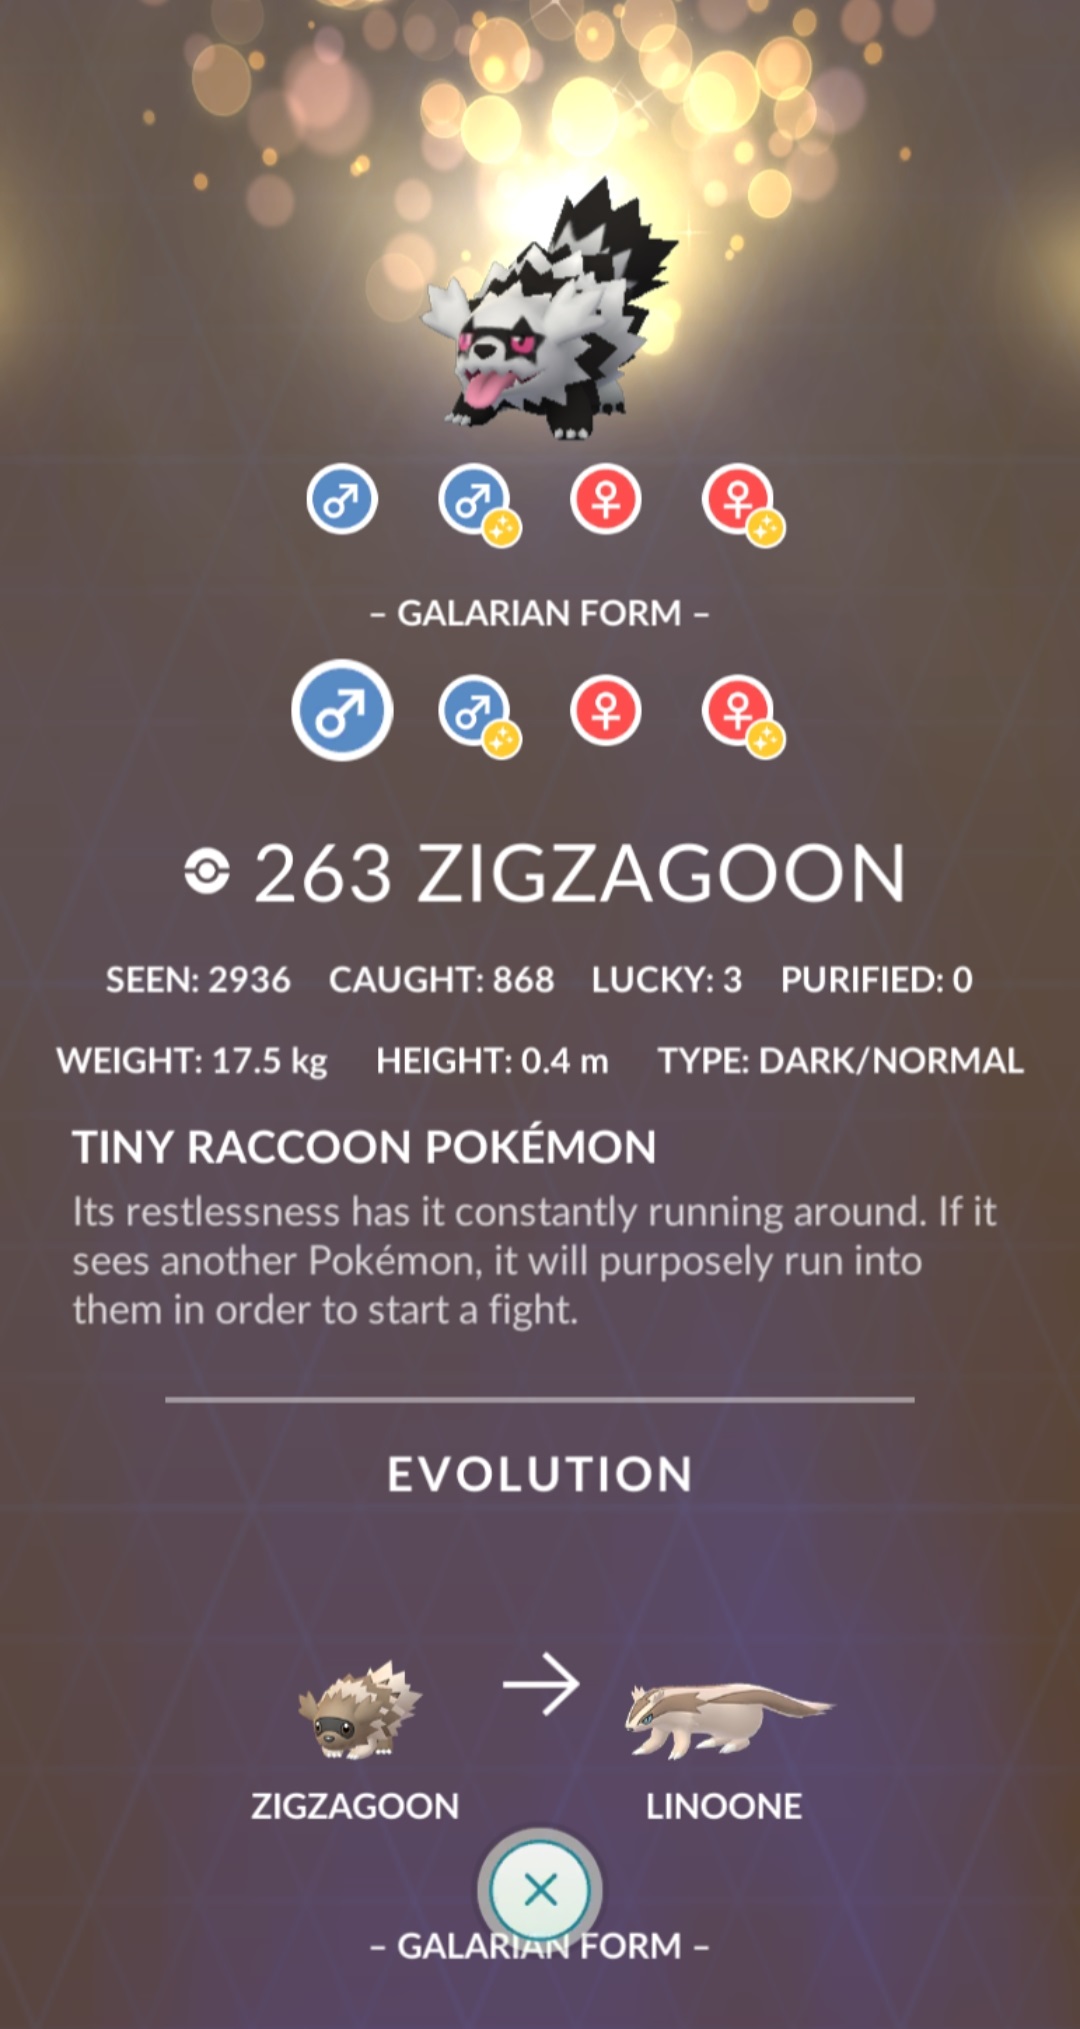 – GALARIAN FORM –
263 ZIGZAGOON
SEEN: 2936 CAUGHT: 868 LUCKY: 3 PURIFIED: 0
WEIGHT: 17.5 kg HEIGHT: 0.4 m TYPE: DARK/NORMAL
TINY RACCOON POKÉMON
Its restlessness has it constantly running around. If it
sees another Pokémon, it will purposely run into
them in order to start a fight.
EVOLUTION
ZIGZAGOON LINOONE
– GALARIAN FORM –